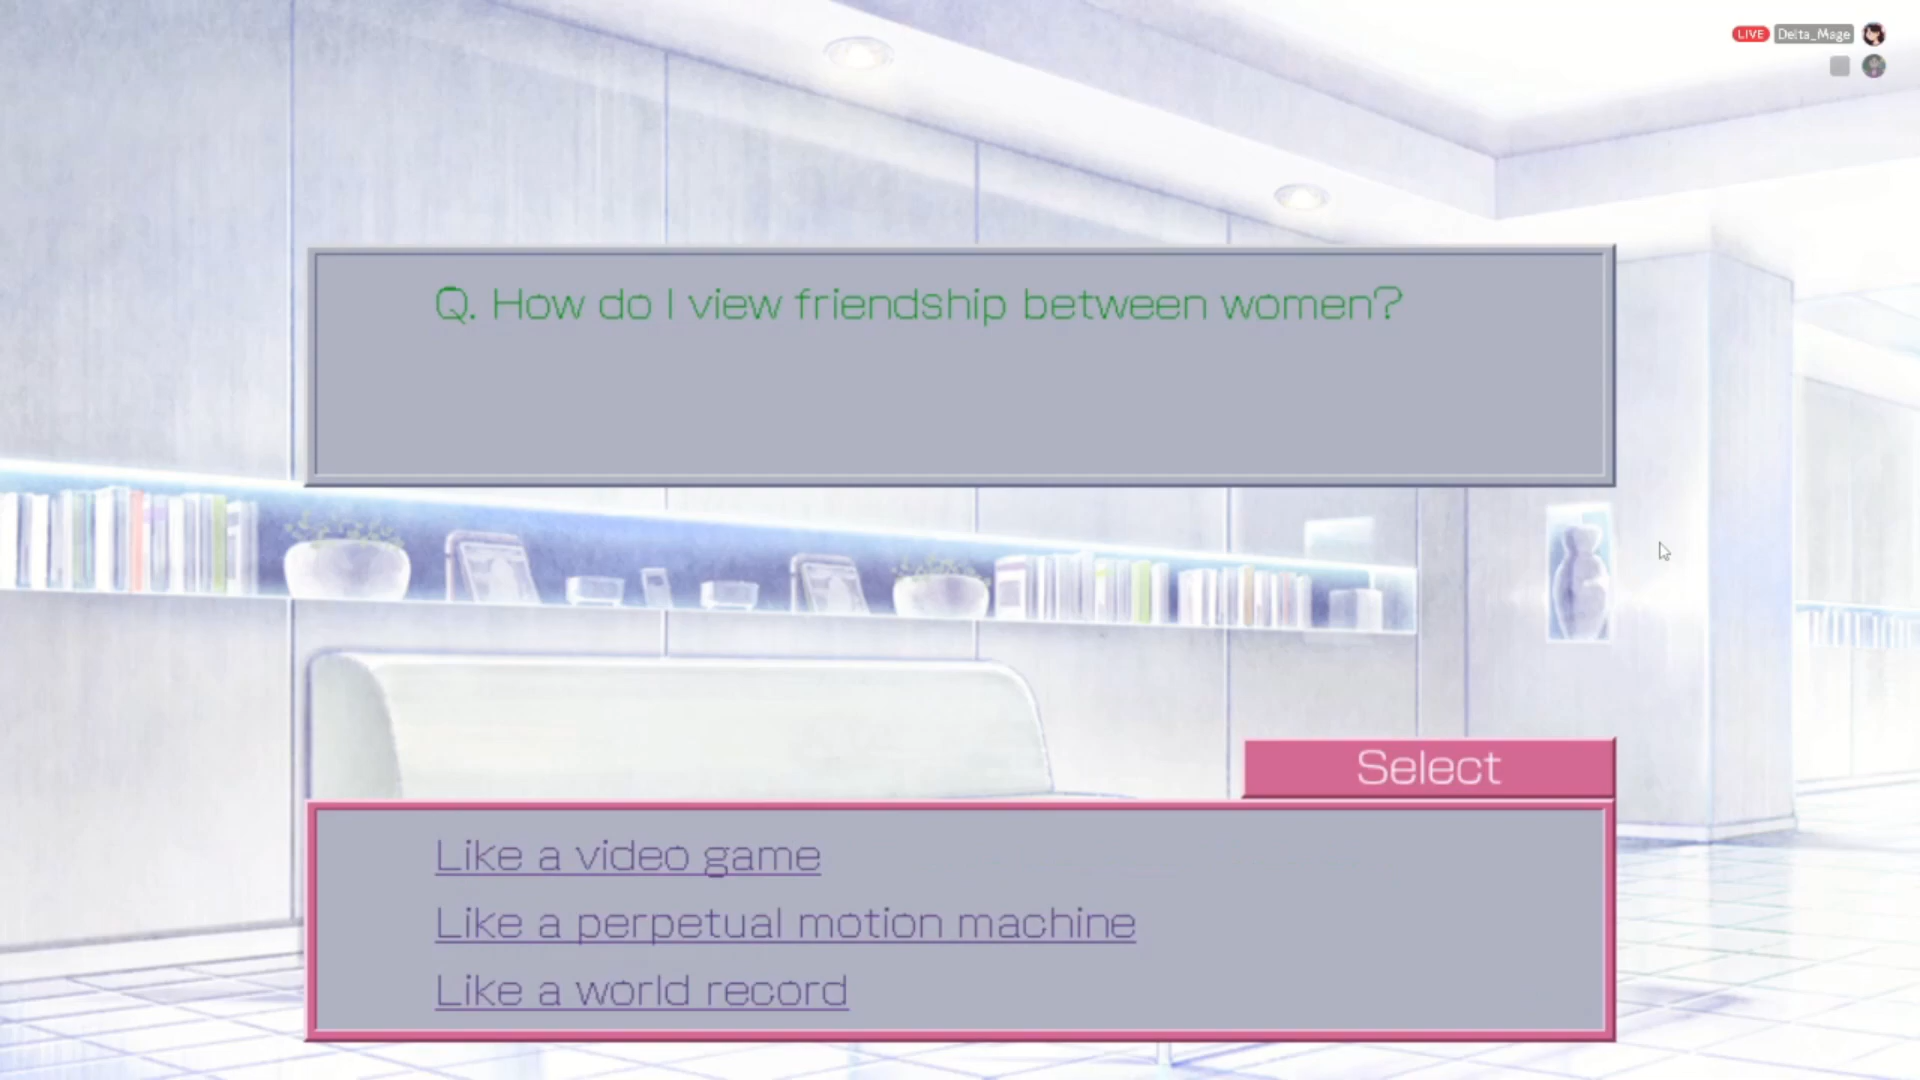 LIVE Delta_Mage
Q. How do I view friendship between women?
Select
Like a video game
Like a perpetual motion machine
Like a world record